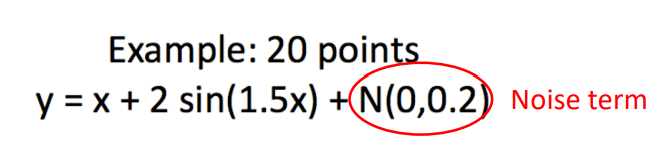 Example: 20 points
y = x + 2 sin(1.5x) + N(0,0.2) Noise term